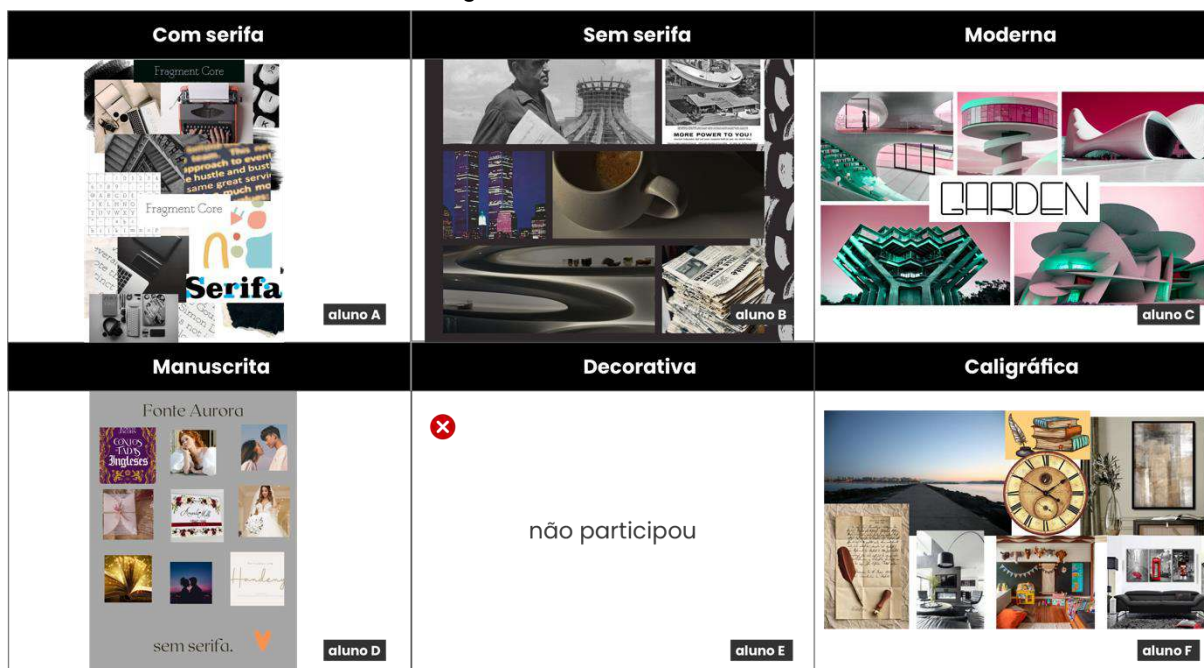 Com serifa
Sem serifa
Moderna
Fragment Core
approach to event
hustle and bust
same great servi
much mo
Fragment Core
Serifa
aluno A
MORE POWER TO YOU!
aluno B
GARDEN
aluno C
Manuscrita
Decorativa
Caligráfica
Fonte Aurora
CONTOS
FADAS
Ingleses
sem serifa.
aluno D
não participou
aluno E
aluno F